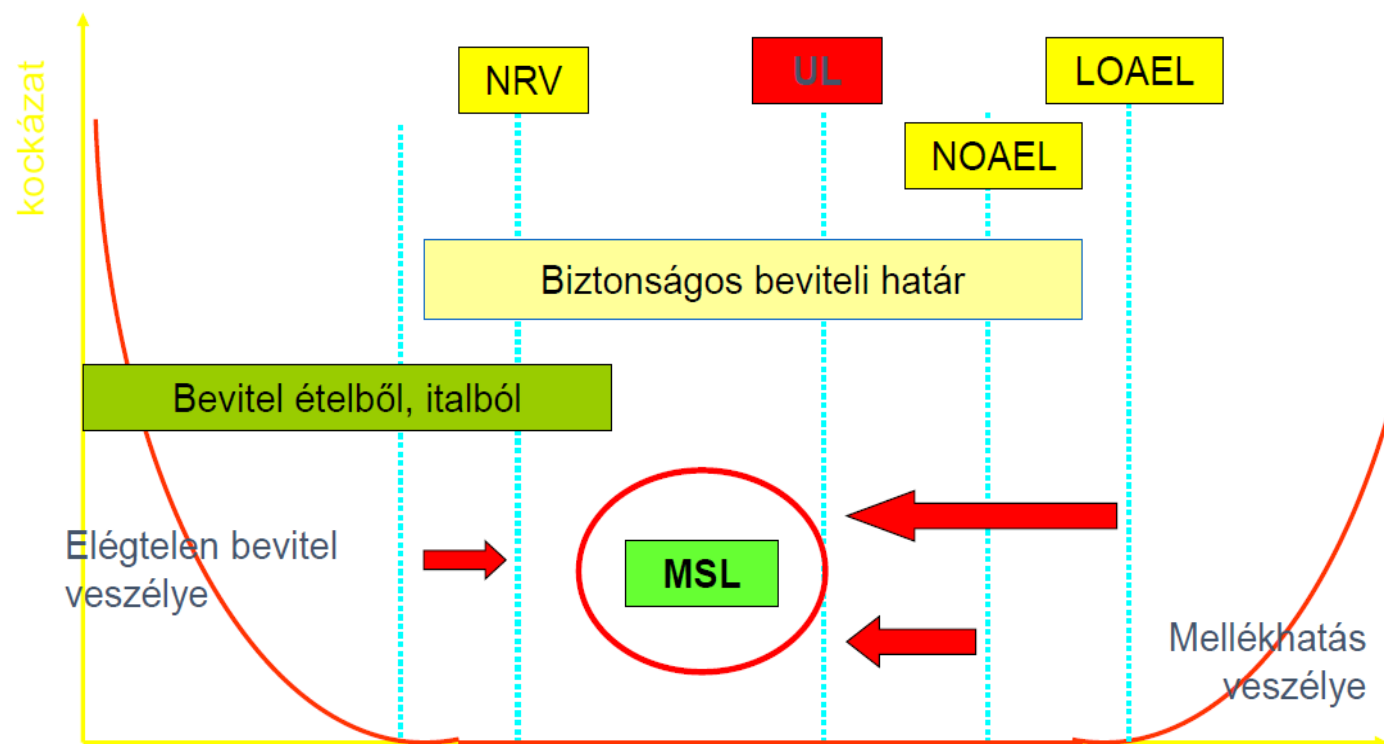 kockázat
NRV
UL
LOAEL
NOAEL
Biztonságos beviteli határ
Bevitel ételből, italból
Elégtelen bevitel
veszélye
MSL
Mellékhatás
veszélye